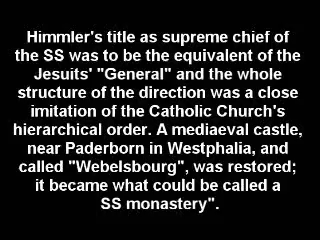 Himmler's title as supreme chief of
the SS was to be the equivalent of the
Jesuits' "General" and the whole
structure of the direction was a close
imitation of the Catholic Church's
hierarchical order. A mediaeval castle,
near Paderborn in Westphalia, and
called "Webelsbourg", was restored;
it became what could be called a
SS monastery".